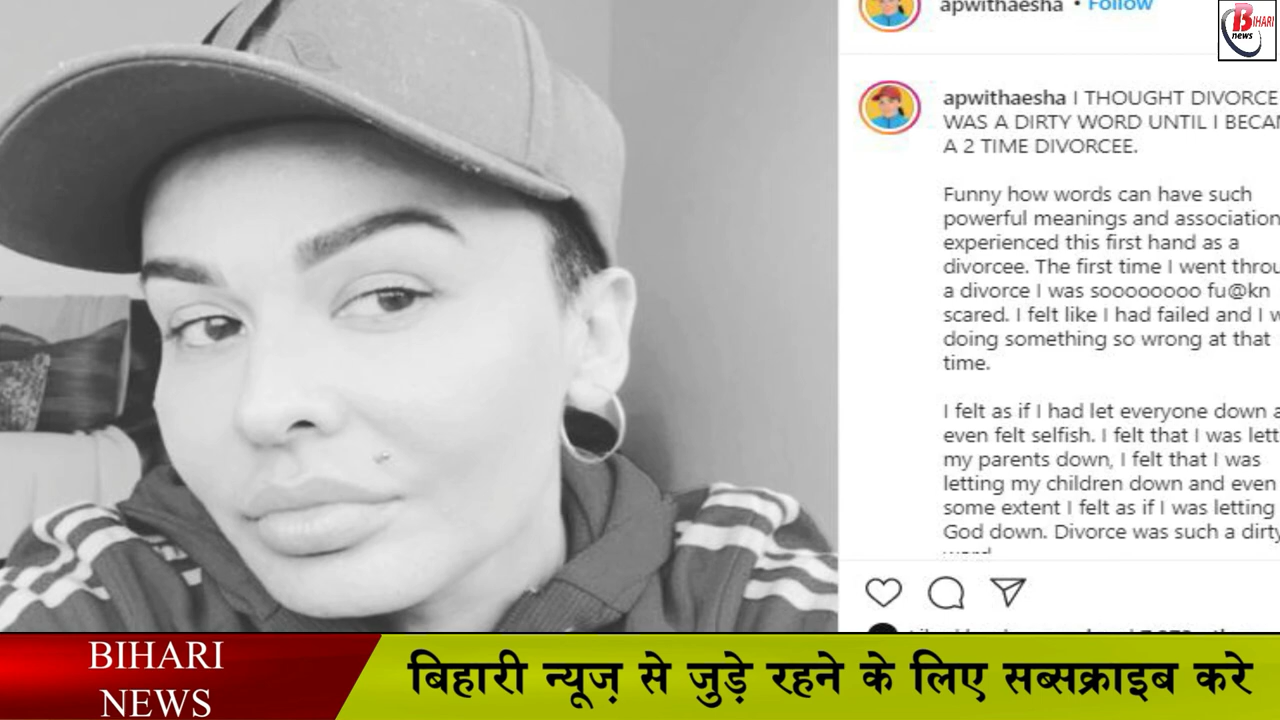 apwithaesha • Follow
BIHARI
news
apwithaesha I THOUGHT DIVORCE
WAS A DIRTY WORD UNTIL I
A 2 TIME DIVORCEE.
Funny how words can have such
powerful meanings and association
experienced this first hand as a
divorcee. The first time I went
a divorce I was soooooooo fu@kn
scared. I felt like I had failed and I
doing something so wrong at that
time.
I felt as if I had let everyone down
even felt selfish. I felt that I was
my parents down, I felt that I was
letting my children down and even
some extent I felt as if I was letting
God down. Divorce was such a dirty
BIHARI
NEWS
बिहारी न्यूज़ से जुड़े रहने के लिए सब्सक्राइब करे